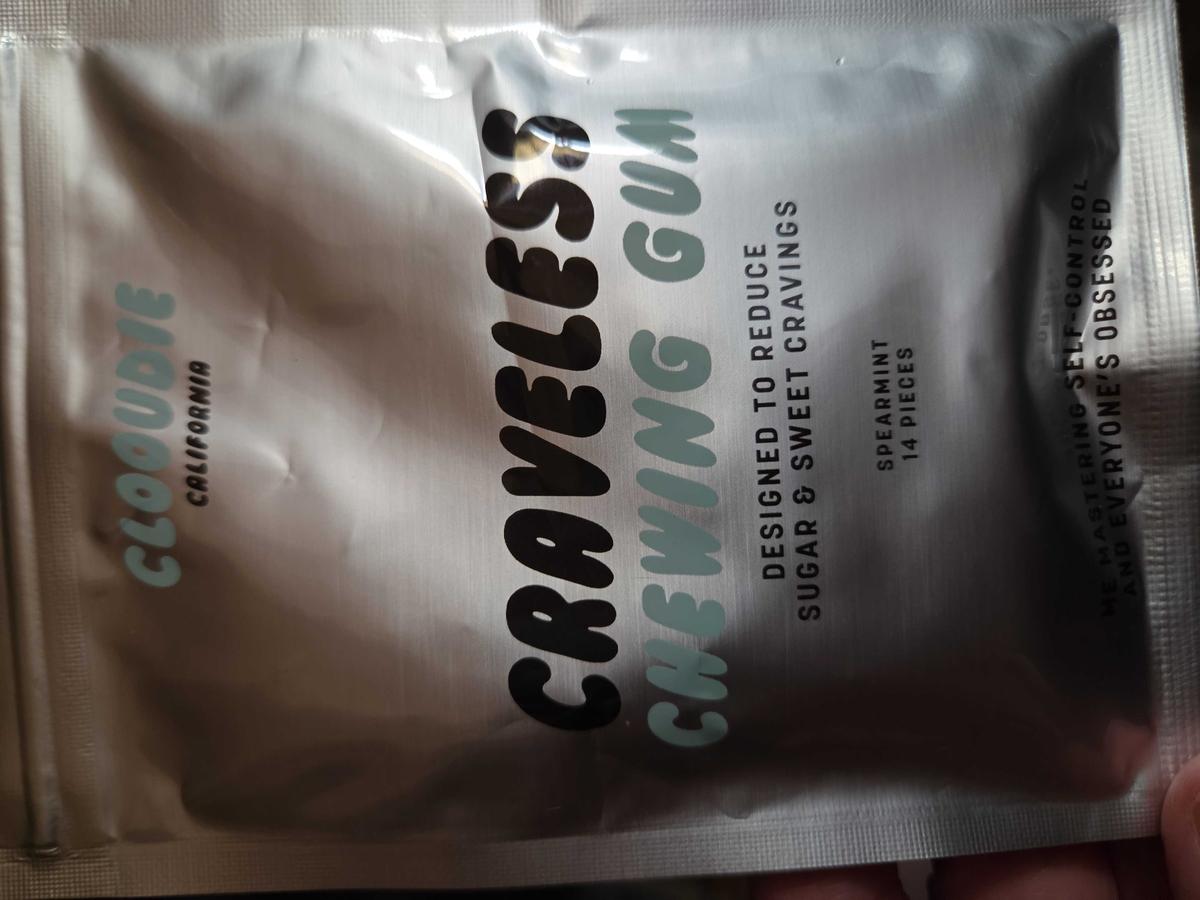 CLOOUDIE
CALIFORNIA
CRAVELESS
CHEWING GUM
DESIGNED TO REDUCE
SUGAR & SWEET CRAVINGS
SPEARMINT
14 PIECES
ME MASTERING SELF-CONTROL
AND EVERYONE'S OBSESSED